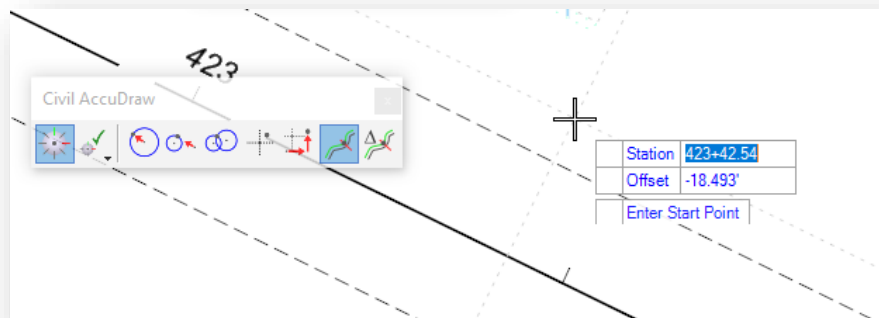 423
Civil AccuDraw
x
Δ
Station 423+42.54
Offset -18.493'
Enter Start Point